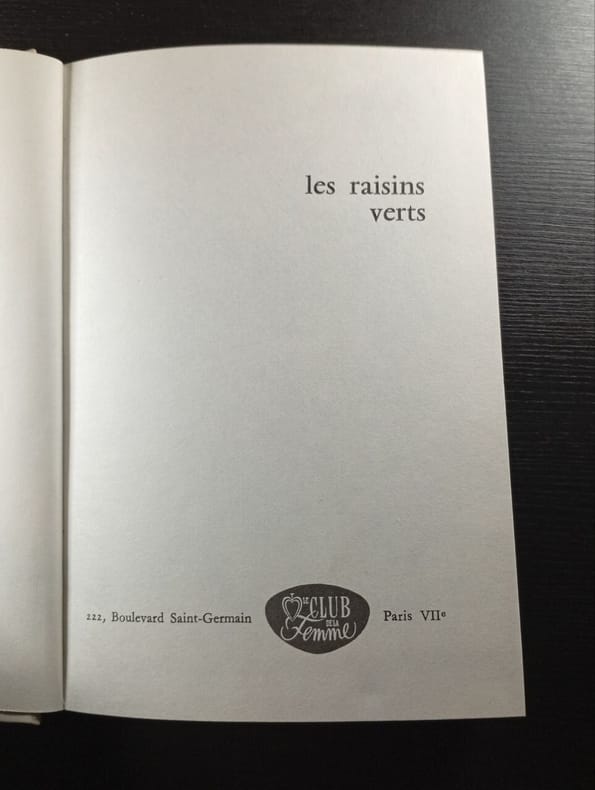 les raisins
verts
222, Boulevard Saint-Germain
LE CLUB
DE LA
Femme
Paris VIIe